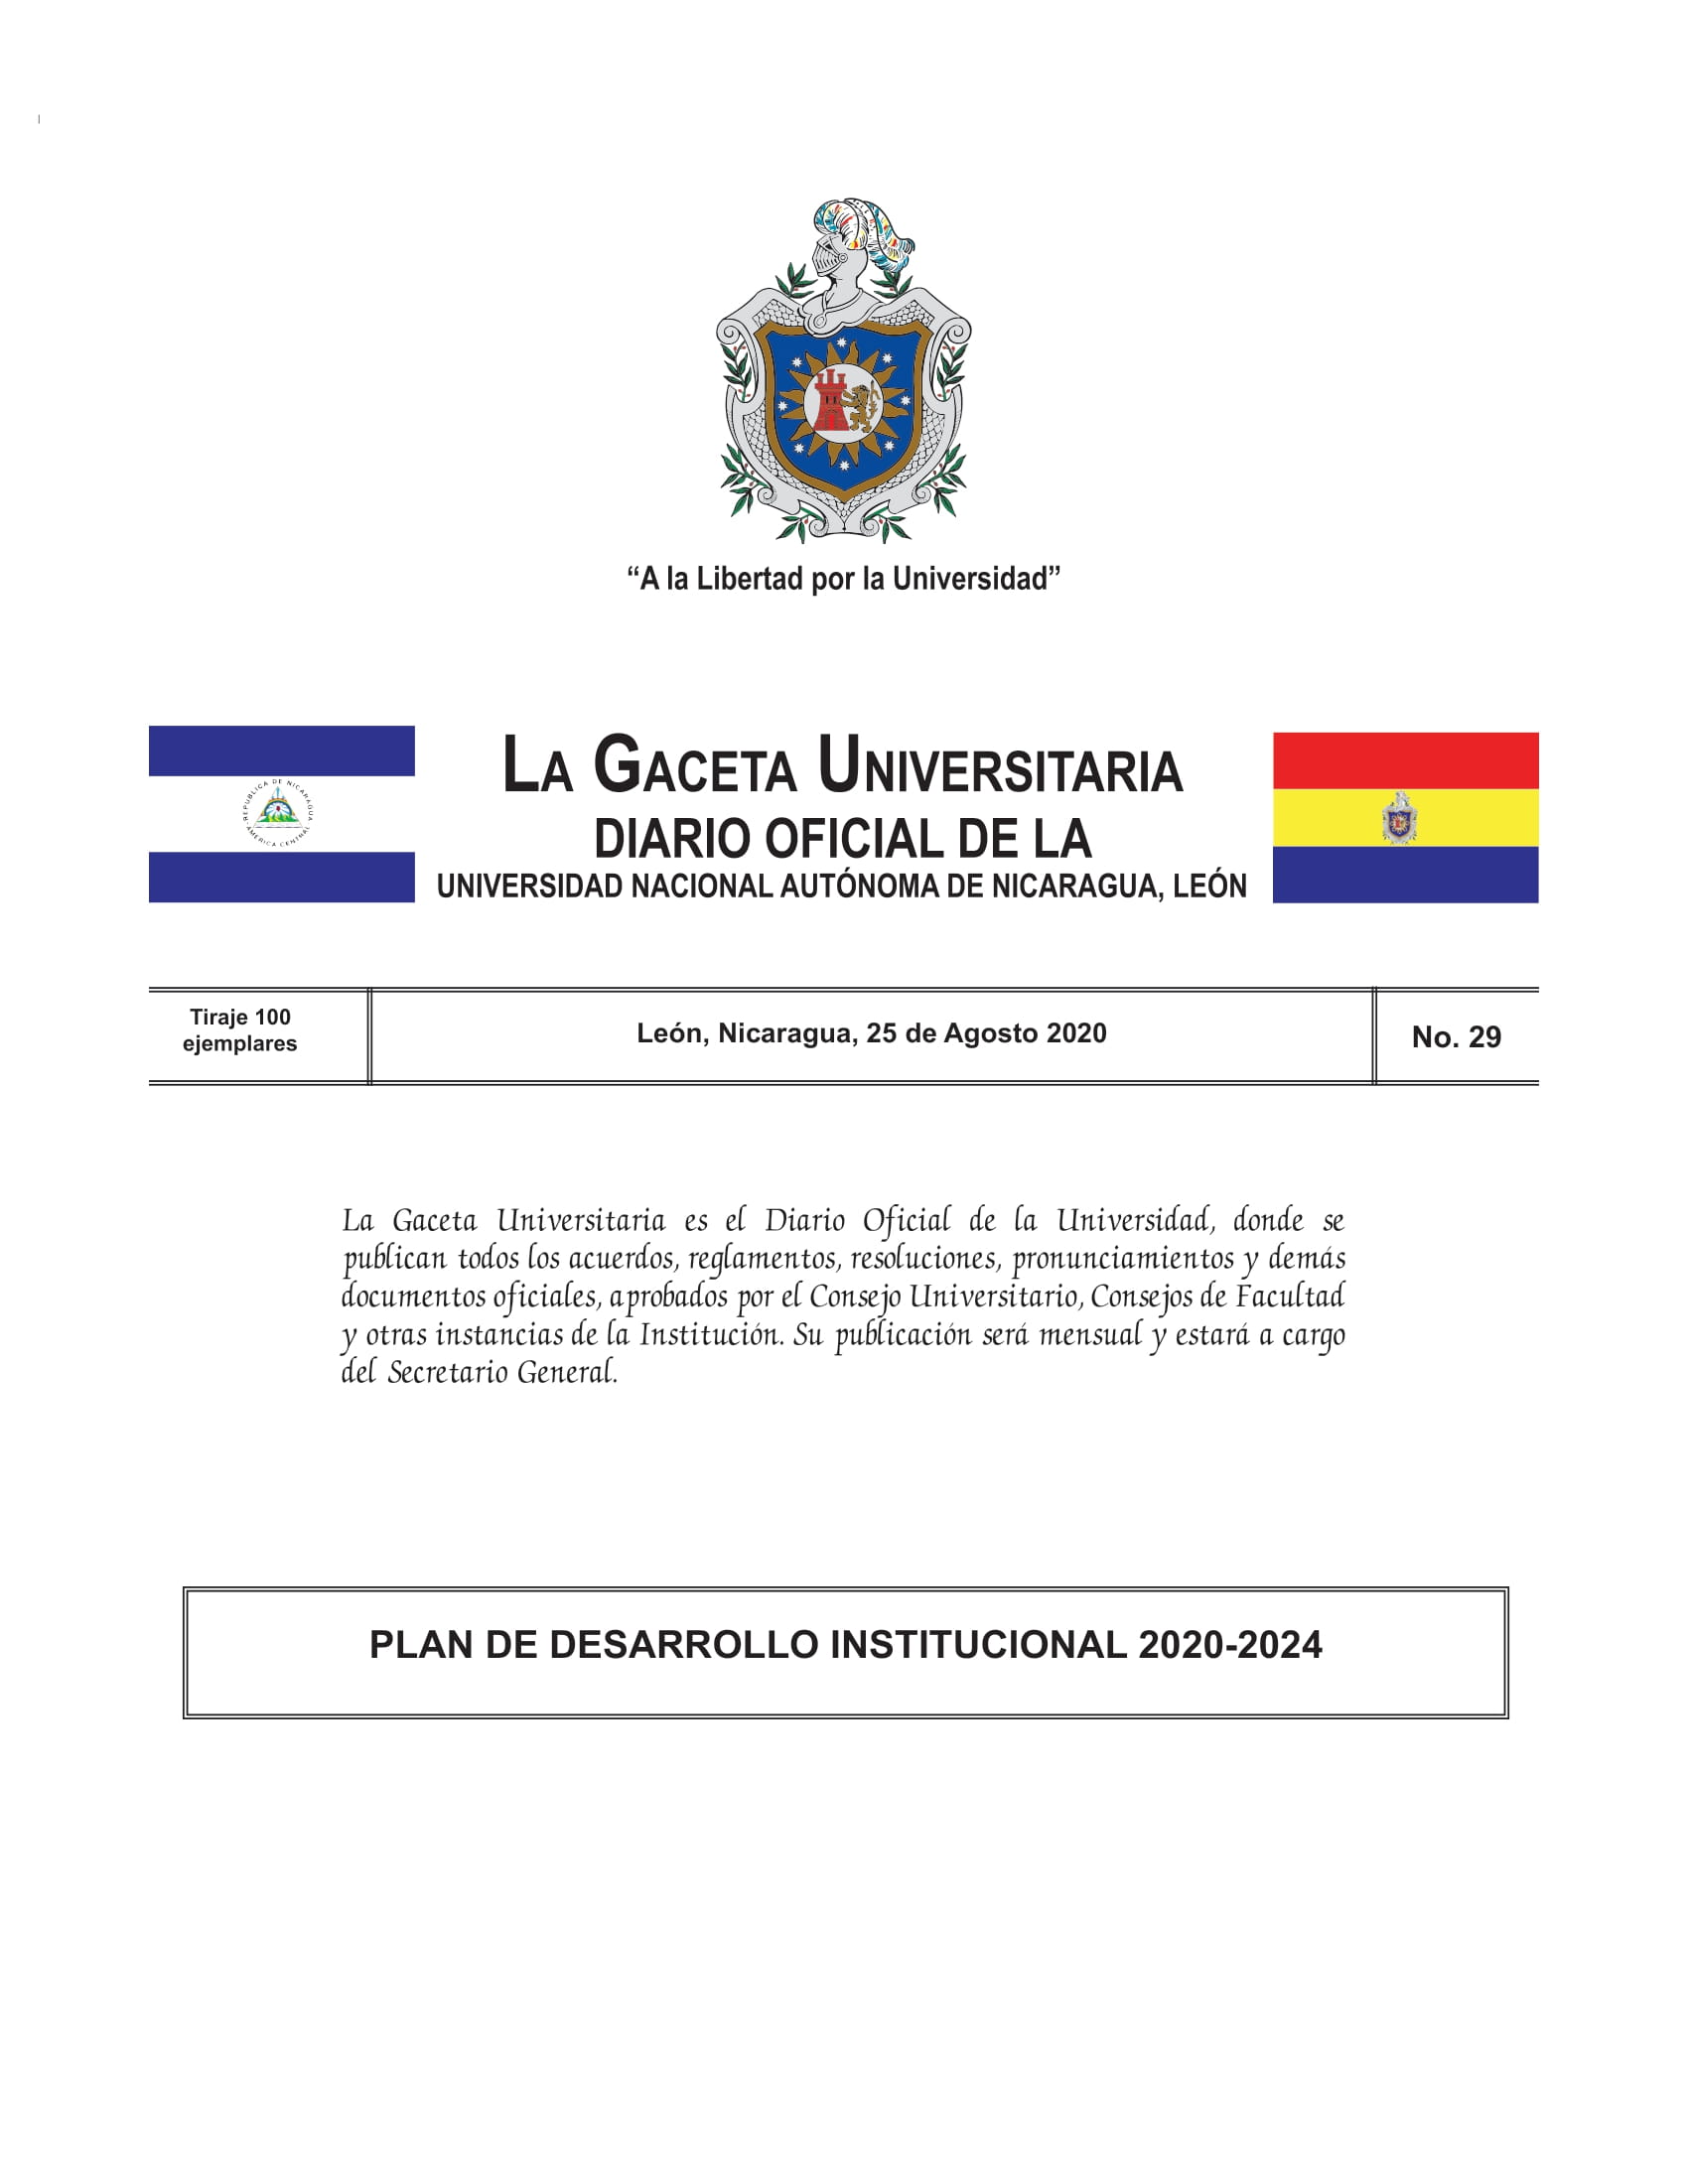 “A la Libertad por la Universidad”
LA GACETA UNIVERSITARIA
DIARIO OFICIAL DE LA
UNIVERSIDAD NACIONAL AUTÓNOMA DE NICARAGUA, LEÓN
REPUBLICA DE NICARAGUA
AMERICA CENTRAL
Tiraje 100
ejemplares
León, Nicaragua, 25 de Agosto 2020
No. 29
La Gaceta Universitaria es el Diario Oficial de la Universidad, donde se
publican todos los acuerdos, reglamentos, resoluciones, pronunciamientos y demás
documentos oficiales, aprobados por el Consejo Universitario, Consejos de Facultad
y otras instancias de la Institución. Su publicación será mensual y estará a cargo
del Secretario General.
PLAN DE DESARROLLO INSTITUCIONAL 2020-2024